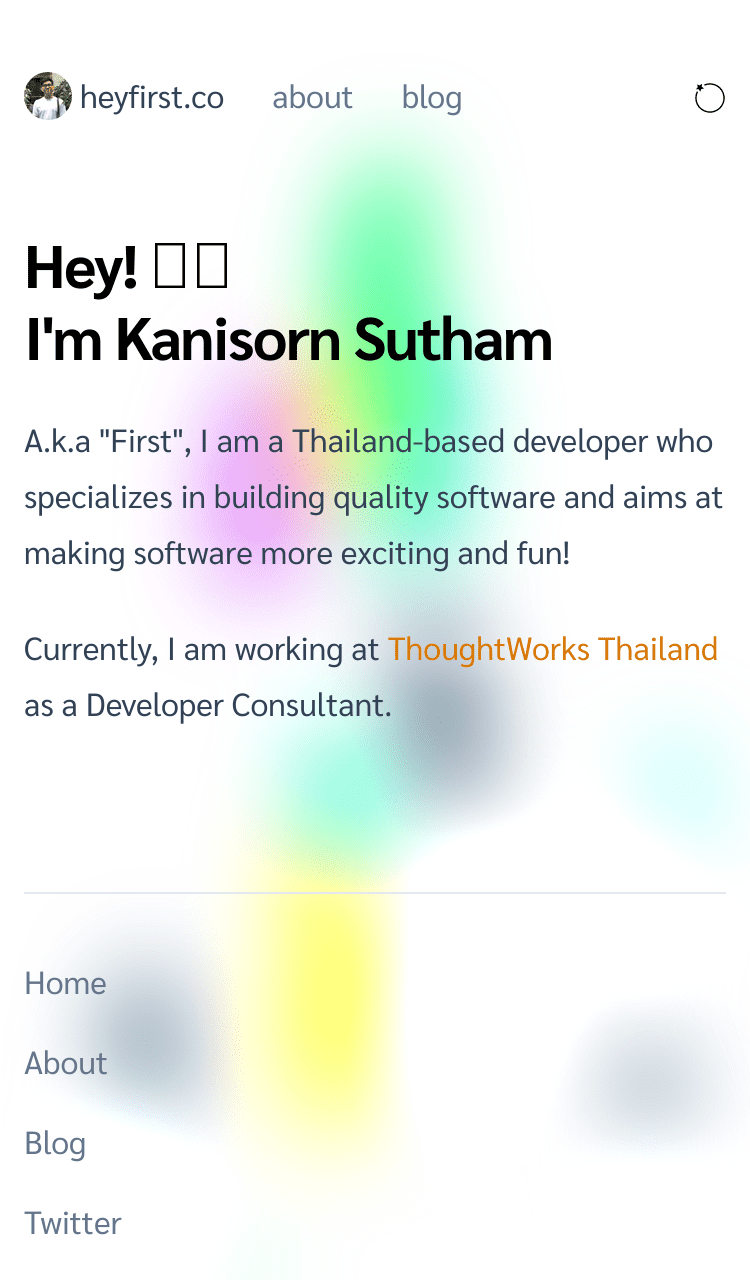 heyfirst.co about blog
Hey!
I'm Kanisorn Sutham
A.k.a "First", I am a Thailand-based developer who
specializes in building quality software and aims at
making software more exciting and fun!
Currently, I am working at ThoughtWorks Thailand
as a Developer Consultant.
Home
About
Blog
Twitter